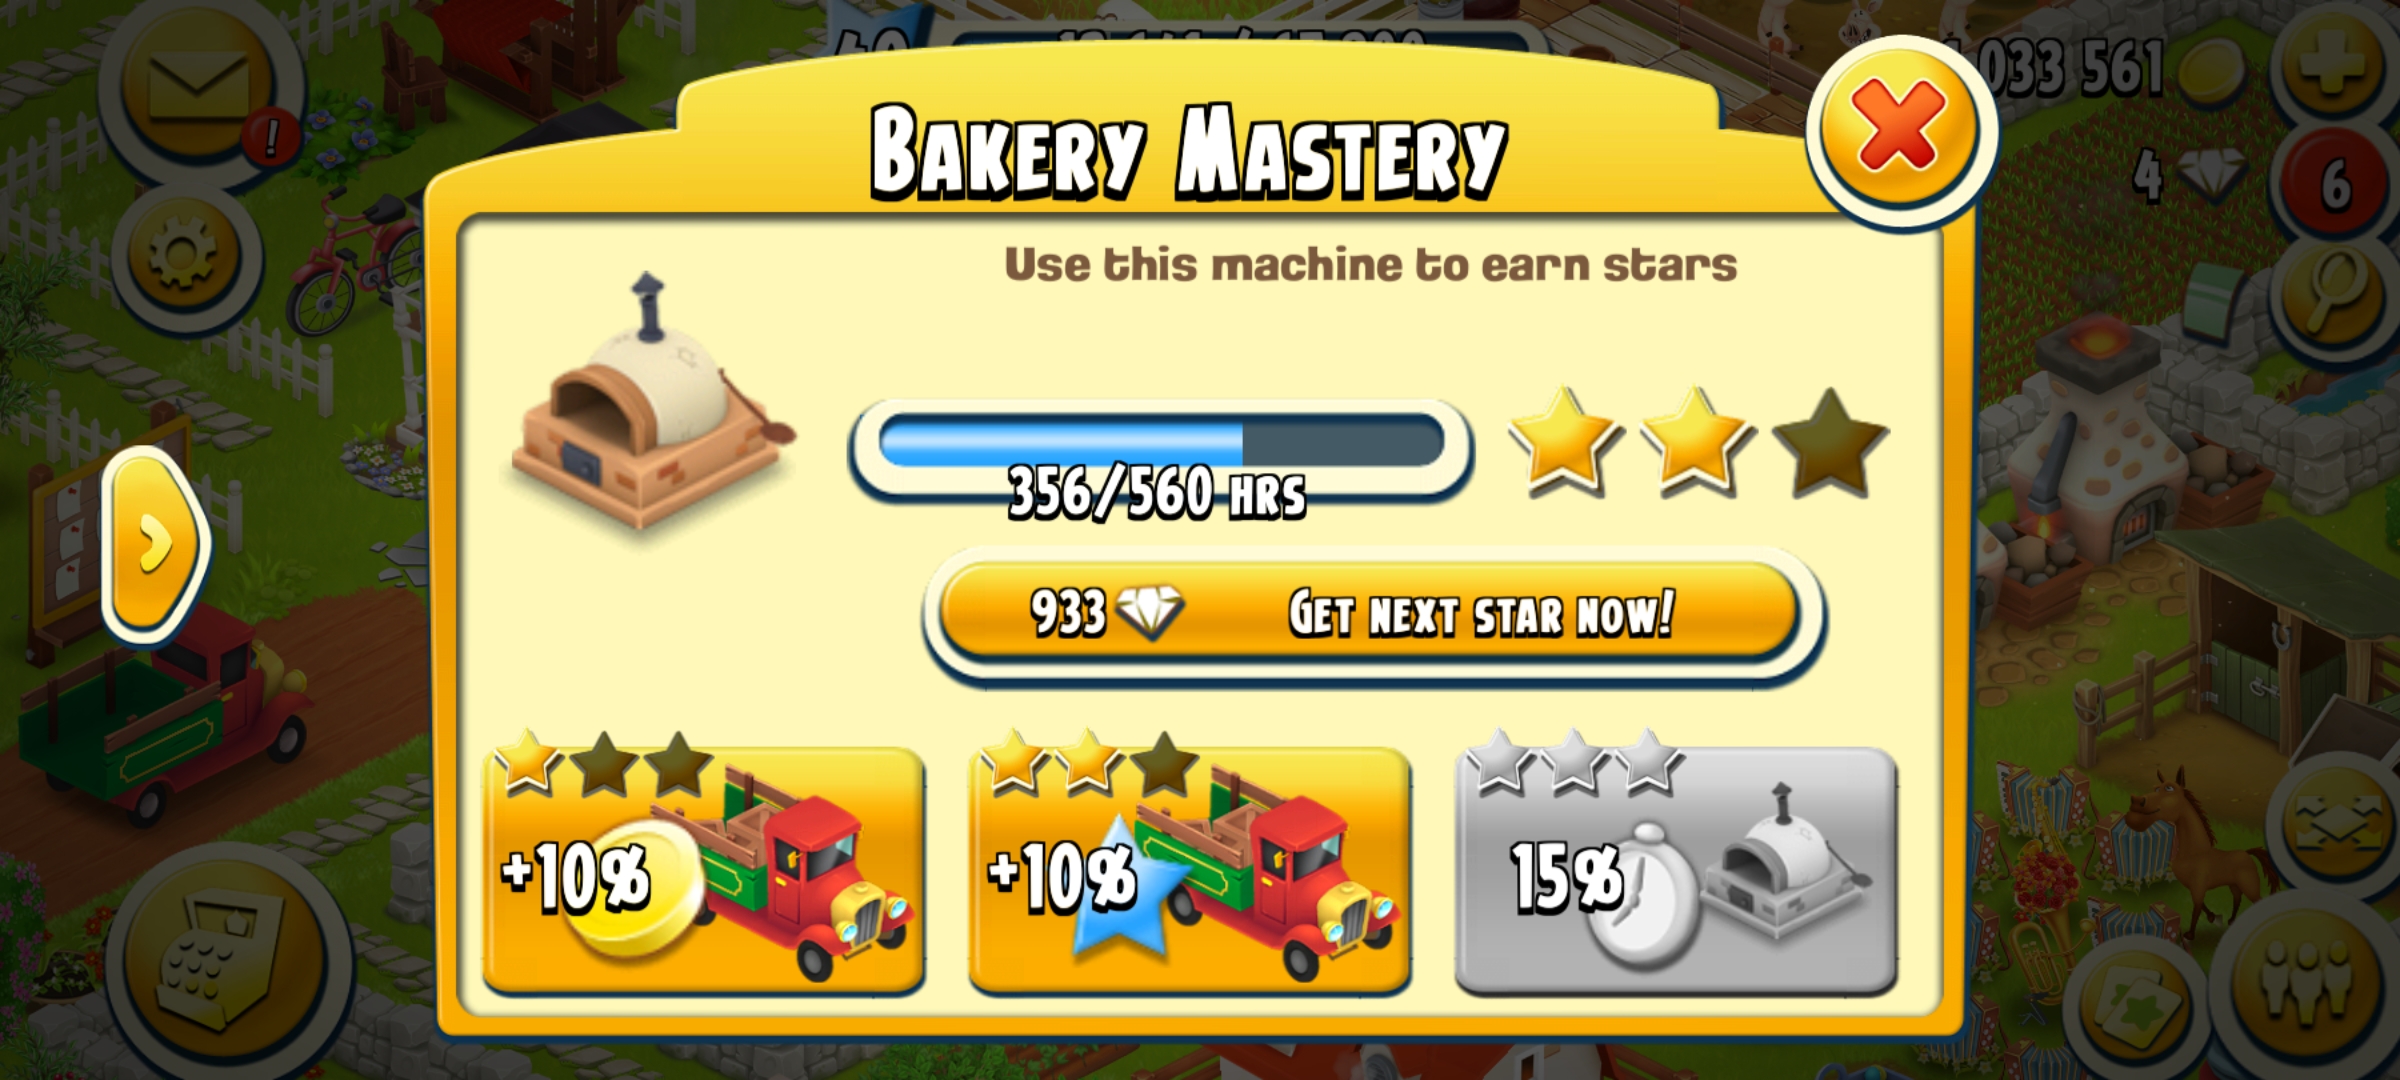 Bakery Mastery
033 561
!
4
6
Use this machine to earn stars
356/560 hrs
933 Get next star now!
+10%
+10%
15%